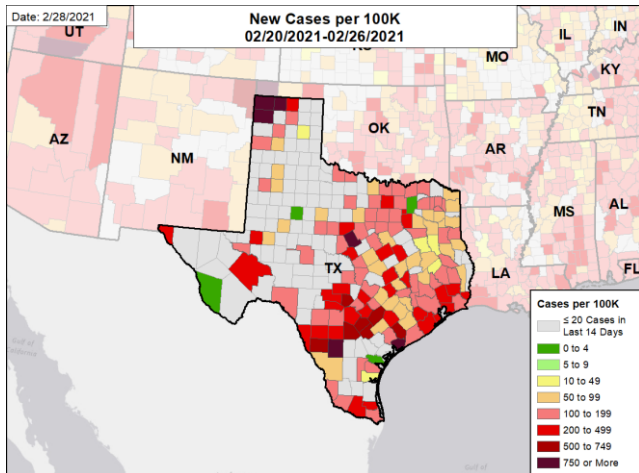 Date: 2/28/2021
New Cases per 100K
02/20/2021-02/26/2021
UT
MO
IL
IN
KY
AZ
NM
OK
AR
TN
MS
AL
TX
LA
FL
Gulf of
California
Cases per 100K
≤ 20 Cases in
Last 14 Days
0 to 4
5 to 9
10 to 49
50 to 99
100 to 199
200 to 499
500 to 749
750 or More